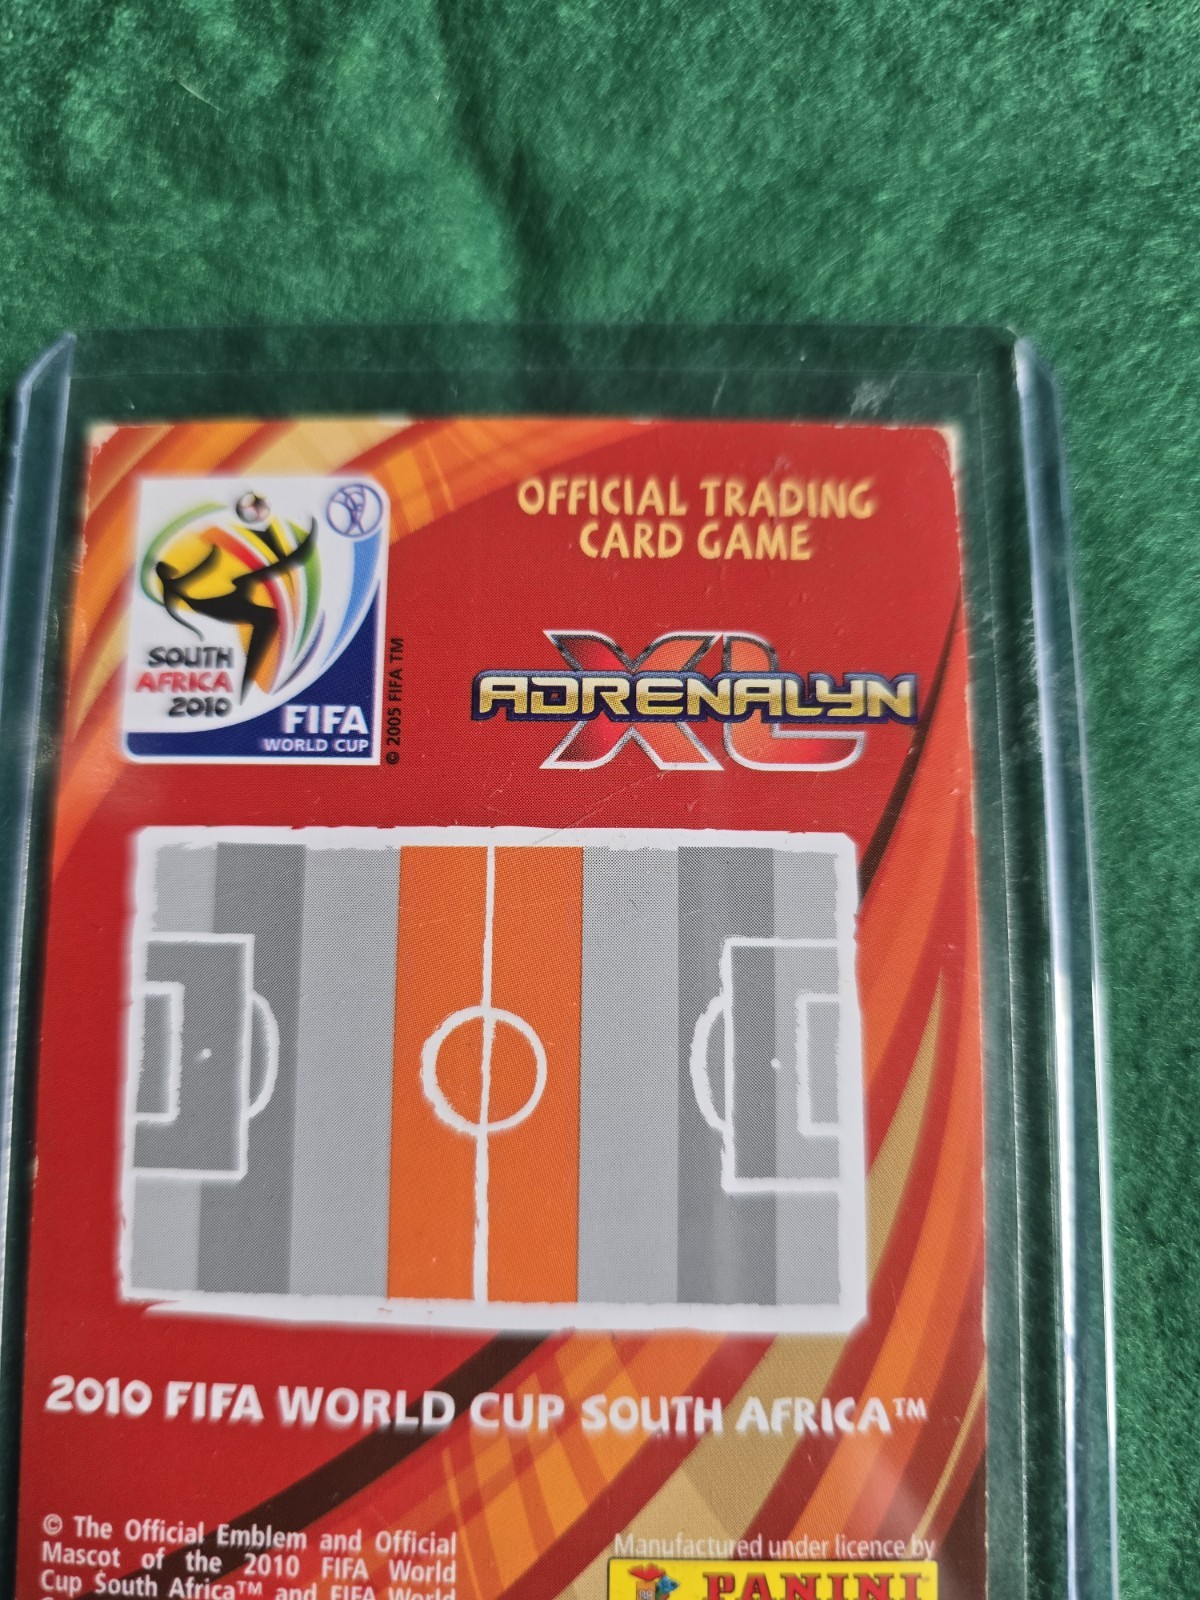 OFFICIAL TRADING
CARD GAME
SOUTH
AFRICA
2010
FIFA
WORLD CUP
© 2005 FIFA TM
XL
ADRENALYN
2010 FIFA WORLD CUP SOUTH AFRICA™
© The Official Emblem and Official
Mascot of the 2010 FIFA World
Cup South Africa™ and FIFA World
Manufactured under licence by
PANINI